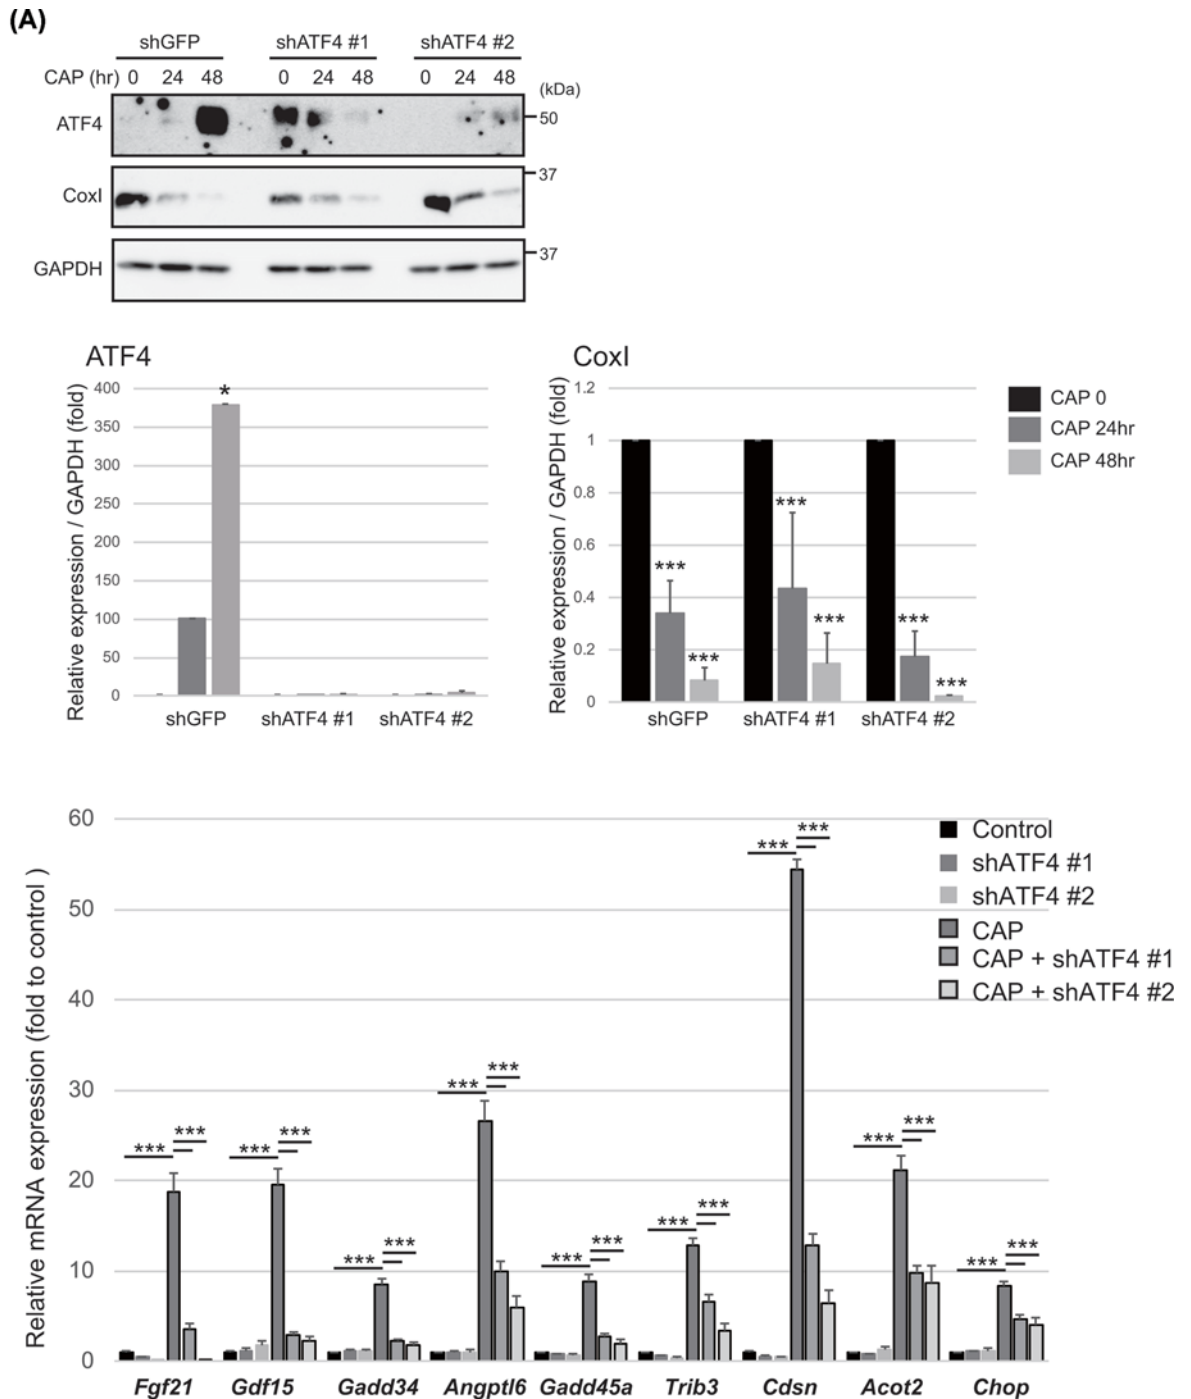 (A)
shGFP shATF4 #1 shATF4 #2
CAP (hr) 0 24 48 0 24 48 0 24 48 (kDa)
ATF4 50
CoxI 37
GAPDH 37
ATF4
Relative expression / GAPDH (fold)
400
350
300
250
200
150
100
50
0
*
shGFP shATF4 #1 shATF4 #2
CoxI
Relative expression / GAPDH (fold)
1.2
1
0.8
0.6
0.4
0.2
0
*** *** *** *** *** ***
shGFP shATF4 #1 shATF4 #2
CAP 0
CAP 24hr
CAP 48hr
Relative mRNA expression (fold to control )
60
50
40
30
20
10
0
*** *** *** *** *** *** *** *** ***
*** *** *** *** *** *** *** *** ***
Control
shATF4 #1
shATF4 #2
CAP
CAP + shATF4 #1
CAP + shATF4 #2
Fgf21 Gdf15 Gadd34 Angptl6 Gadd45a Trib3 Cdsn Acot2 Chop